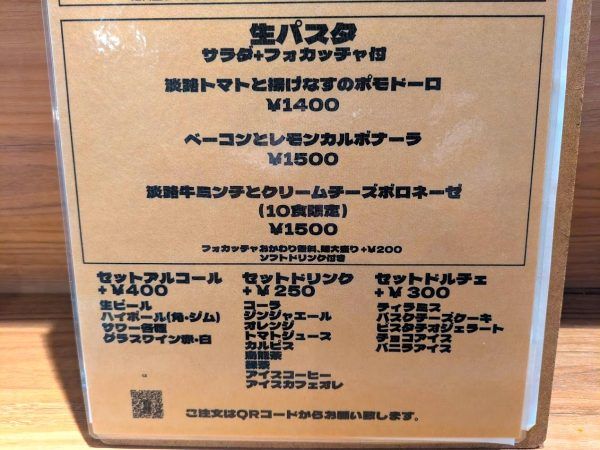 生パスタ
サラダ+フォカッチャ付
淡路トマトと揚げなすのポモドーロ
¥1400
ベーコンとレモンカルボナーラ
¥1500
淡路牛ミンチとクリームチーズボロネーゼ
(10食限定)
¥1500
フォカッチャおかわり無料、麺大盛り+¥200
ソフトドリンク付き
セットアルコール
+¥400
生ビール
ハイボール(角・ジム)
サワー各種
グラスワイン赤・白
セットドリンク
+¥250
コーラ
ジンジャエール
オレンジ
トマトジュース
カルピス
烏龍茶
アイスコーヒー
アイスカフェオレ
セットドルチェ
+¥300
ティラミス
バスクチーズケーキ
ピスタチオジェラート
チョコアイス
バニラアイス
ご注文はQRコードからお願い致します。